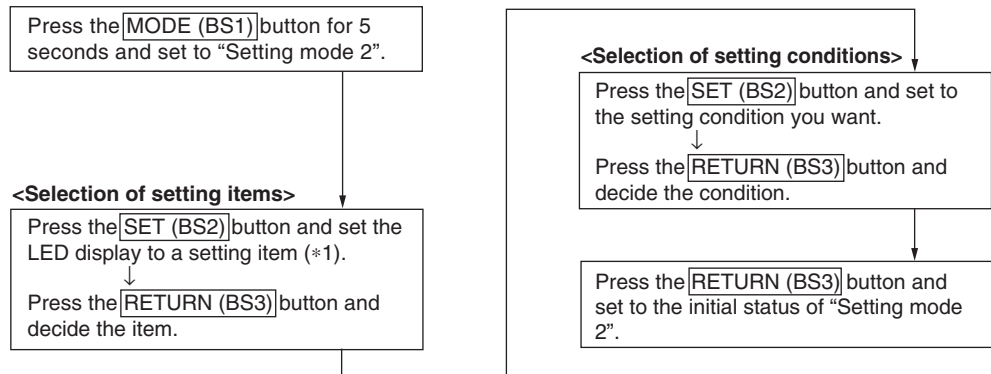 Press the MODE (BS1) button for 5
seconds and set to “Setting mode 2”.
<Selection of setting items>
Press the SET (BS2) button and set the
LED display to a setting item (*1).
↓
Press the RETURN (BS3) button and
decide the item.
<Selection of setting conditions>
Press the SET (BS2) button and set to
the setting condition you want.
↓
Press the RETURN (BS3) button and
decide the condition.
Press the RETURN (BS3) button and
set to the initial status of “Setting mode
2”.